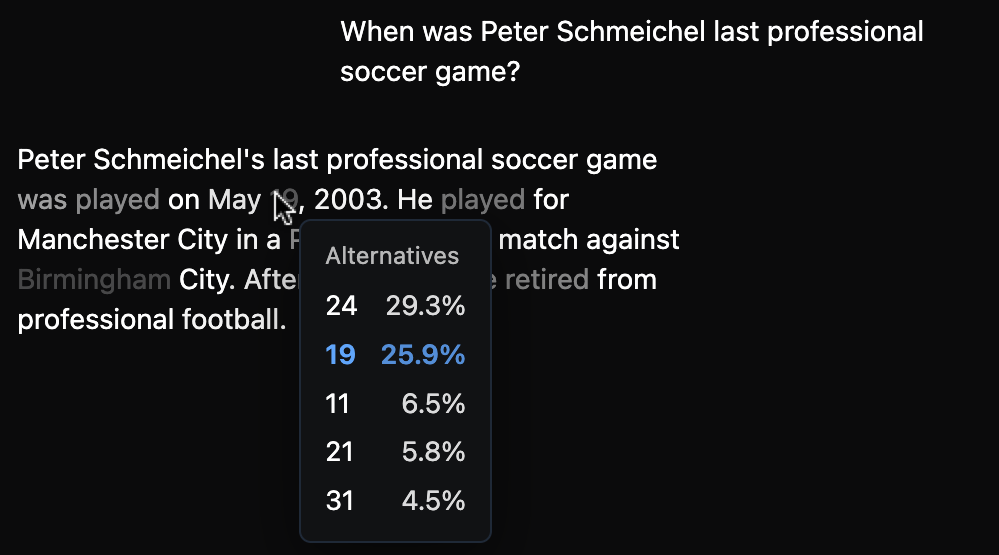 When was Peter Schmeichel last professional
soccer game?
Peter Schmeichel's last professional soccer game
was played on May 19, 2003. He played for
Manchester City in a match against
Birmingham City. After retired from
professional football.
Alternatives
24 29.3%
19 25.9%
11 6.5%
21 5.8%
31 4.5%